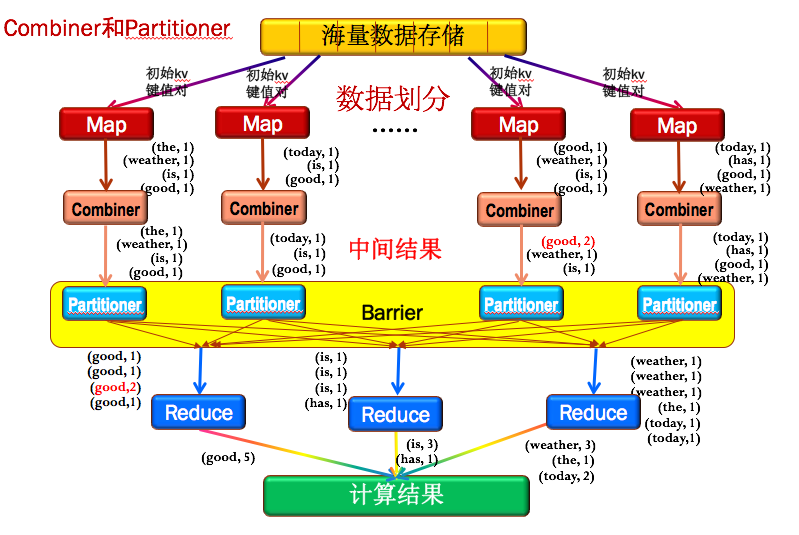 Combiner和Partitioner
海量数据存储
初始kv
键值对
初始kv
键值对
初始kv
键值对
初始kv
键值对
数据划分
······
Map
Map
Map
Map
(the, 1)
(weather, 1)
(is, 1)
(good, 1)
(today, 1)
(is, 1)
(good, 1)
(good, 1)
(weather, 1)
(is, 1)
(good, 1)
(today, 1)
(has, 1)
(good, 1)
(weather, 1)
Combiner
Combiner
Combiner
Combiner
(the, 1)
(weather, 1)
(is, 1)
(good, 1)
(today, 1)
(is, 1)
(good, 1)
中间结果
(good, 2)
(weather, 1)
(is, 1)
(today, 1)
(has, 1)
(good, 1)
(weather, 1)
Partitioner
Partitioner
Partitioner
Partitioner
Barrier
(good, 1)
(good, 1)
(good,2)
(good,1)
(is, 1)
(is, 1)
(is, 1)
(has, 1)
(weather, 1)
(weather, 1)
(weather, 1)
(the, 1)
(today, 1)
(today,1)
Reduce
Reduce
Reduce
(good, 5)
(is, 3)
(has, 1)
(weather, 3)
(the, 1)
(today, 2)
计算结果